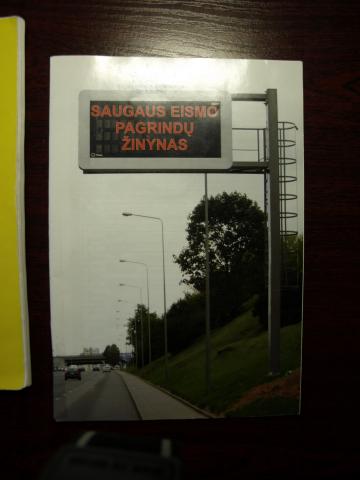 SAUGAUS EISMO
PAGRINDŲ
ŽINYNAS